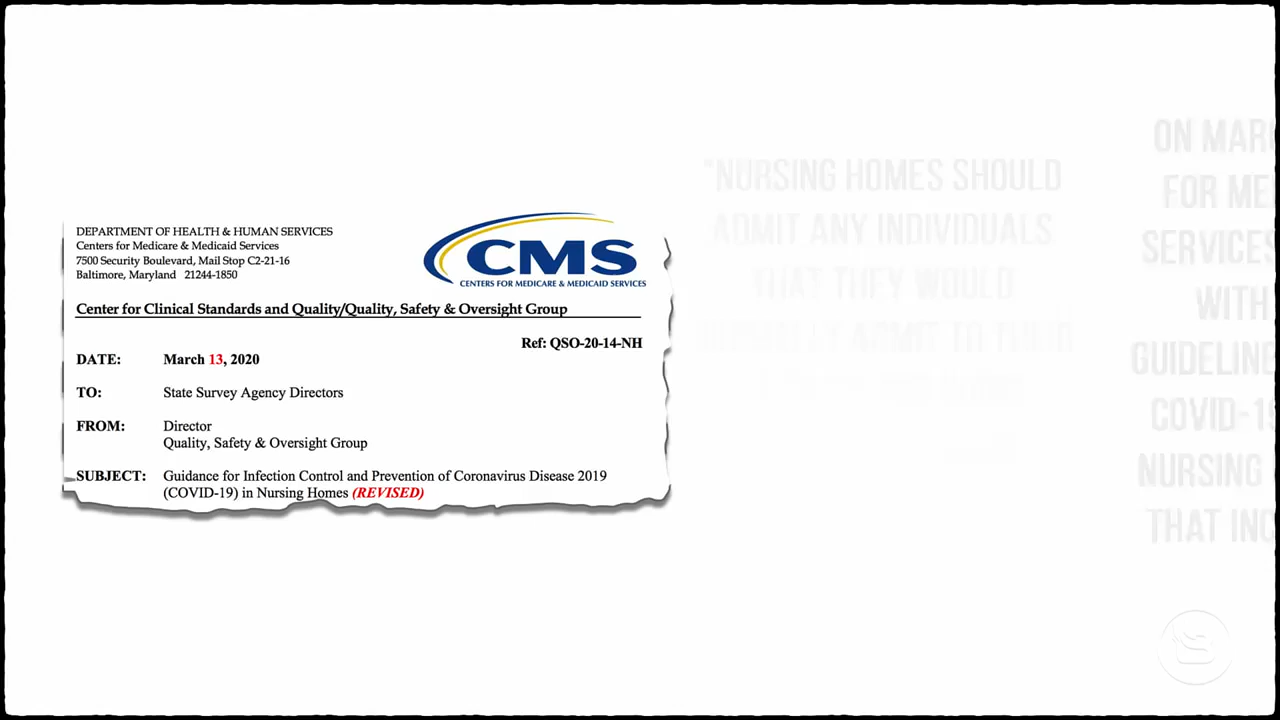 DEPARTMENT OF HEALTH & HUMAN SERVICES
Centers for Medicare & Medicaid Services
7500 Security Boulevard, Mail Stop C2-21-16
Baltimore, Maryland 21244-1850
CMS
CENTERS FOR MEDICARE & MEDICAID SERVICES
Center for Clinical Standards and Quality/Quality, Safety & Oversight Group
Ref: QSO-20-14-NH
DATE: March 13, 2020
TO: State Survey Agency Directors
FROM: Director
Quality, Safety & Oversight Group
SUBJECT: Guidance for Infection Control and Prevention of Coronavirus Disease 2019
(COVID-19) in Nursing Homes (REVISED)
"NURSING HOMES SHOULD
ADMIT ANY INDIVIDUALS
THAT THEY WOULD
NORMALLY ADMIT TO THEIR
ON MAR
FOR ME
SERVICES
WITH
GUIDELIN
COVID-19
NURSING
THAT INC